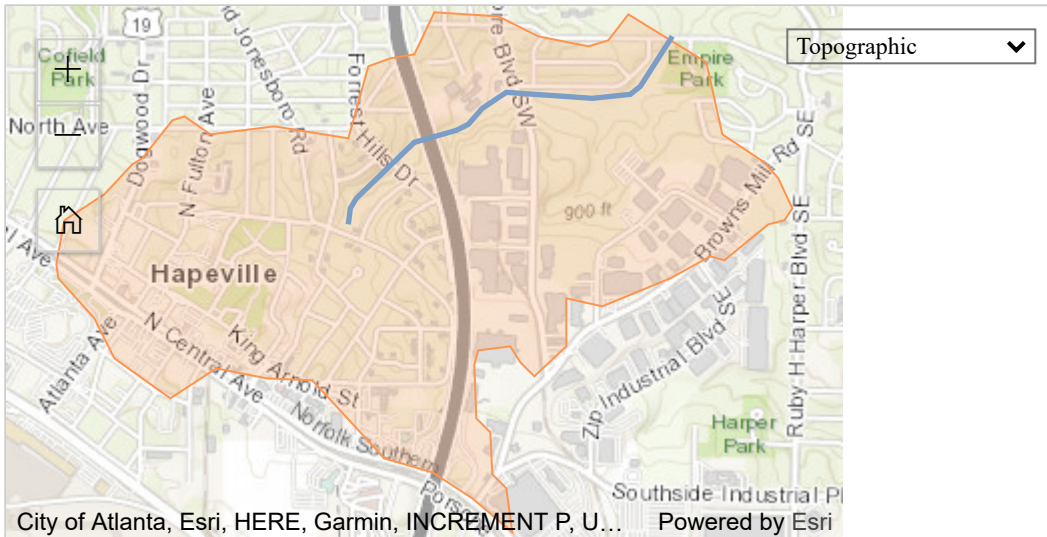 19
Cofield
Park
North Ave
Dogwood Dr
N Fulton Ave
d Jonesboro Rd
Forrest Hills Dr
ire Blvd SW
Empire
Park
Topographic
900 ft
Browns Mill Rd
SE
Ruby H Harper Blvd SE
al Ave
Hapeville
N Central Ave
King Arnold St
Atlanta Ave
Norfolk Southern
Zip Industrial Blvd SE
Harper
Park
Southside Industrial P
Porsc
City of Atlanta, Esri, HERE, Garmin, INCREMENT P, U...
Powered by Esri